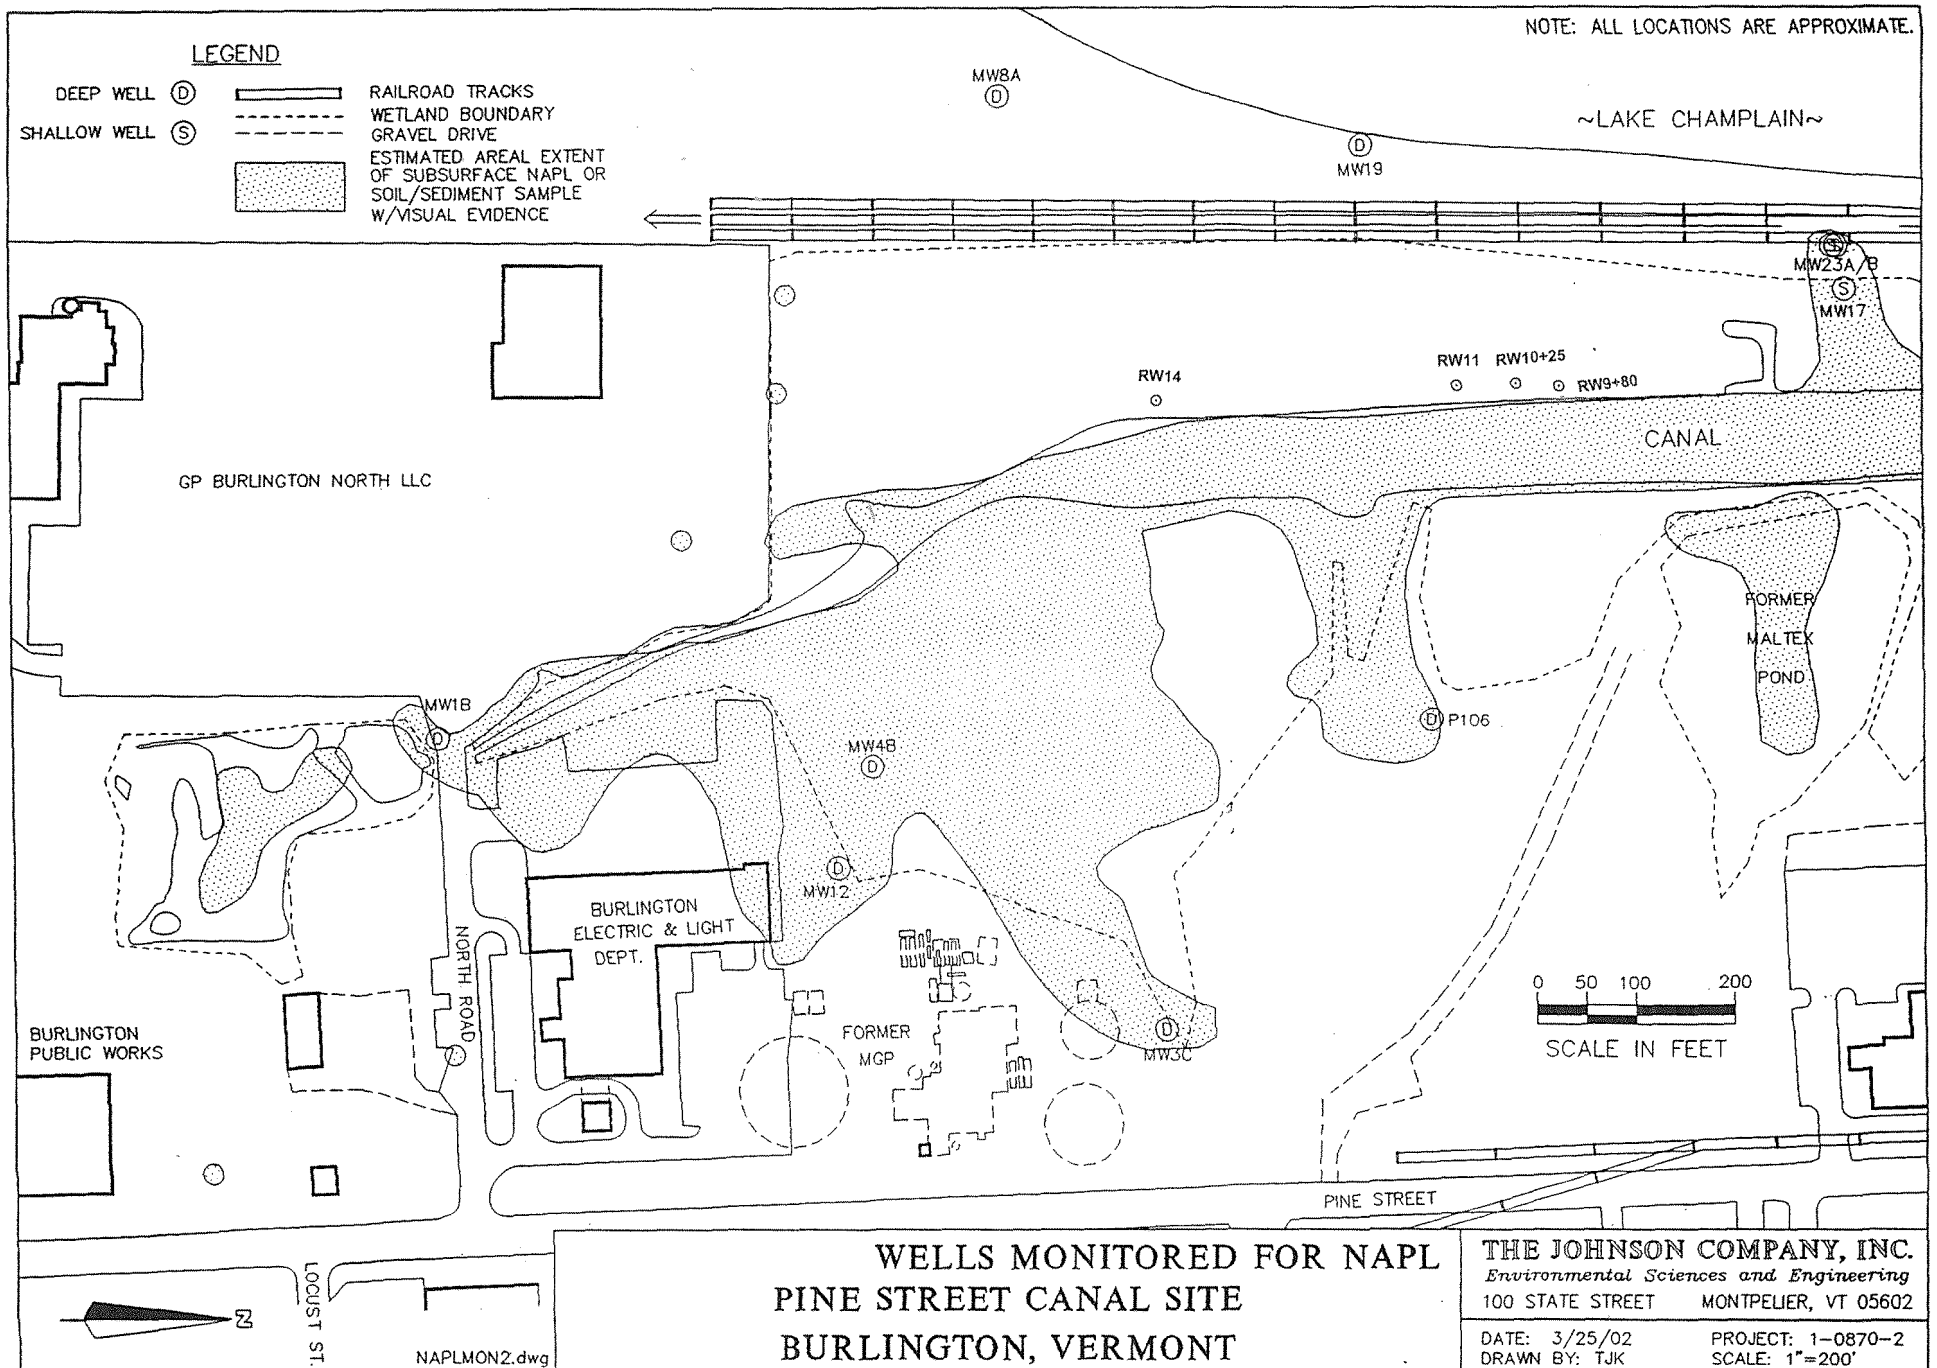 NOTE: ALL LOCATIONS ARE APPROXIMATE.
LEGEND
DEEP WELL D
SHALLOW WELL S
RAILROAD TRACKS
WETLAND BOUNDARY
GRAVEL DRIVE
ESTIMATED AREAL EXTENT
OF SUBSURFACE NAPL OR
SOIL/SEDIMENT SAMPLE
W/VISUAL EVIDENCE
MW8A
D
~LAKE CHAMPLAIN~
D
MW19
MW23A/B
S
MW17
RW14
RW11
RW10+25
RW9+80
CANAL
GP BURLINGTON NORTH LLC
FORMER
MALTEX
POND
MW1B
D
D P106
MW4B
D
D
MW12
BURLINGTON
ELECTRIC & LIGHT
DEPT.
NORTH ROAD
BURLINGTON
PUBLIC WORKS
FORMER
MGP
D
MW3C
0 50 100 200
SCALE IN FEET
PINE STREET
LOCUST ST.
N
NAPLMON2.dwg
WELLS MONITORED FOR NAPL
PINE STREET CANAL SITE
BURLINGTON, VERMONT
THE JOHNSON COMPANY, INC.
Environmental Sciences and Engineering
100 STATE STREET MONTPELIER, VT 05602
DATE: 3/25/02 PROJECT: 1-0870-2
DRAWN BY: TJK SCALE: 1"=200'